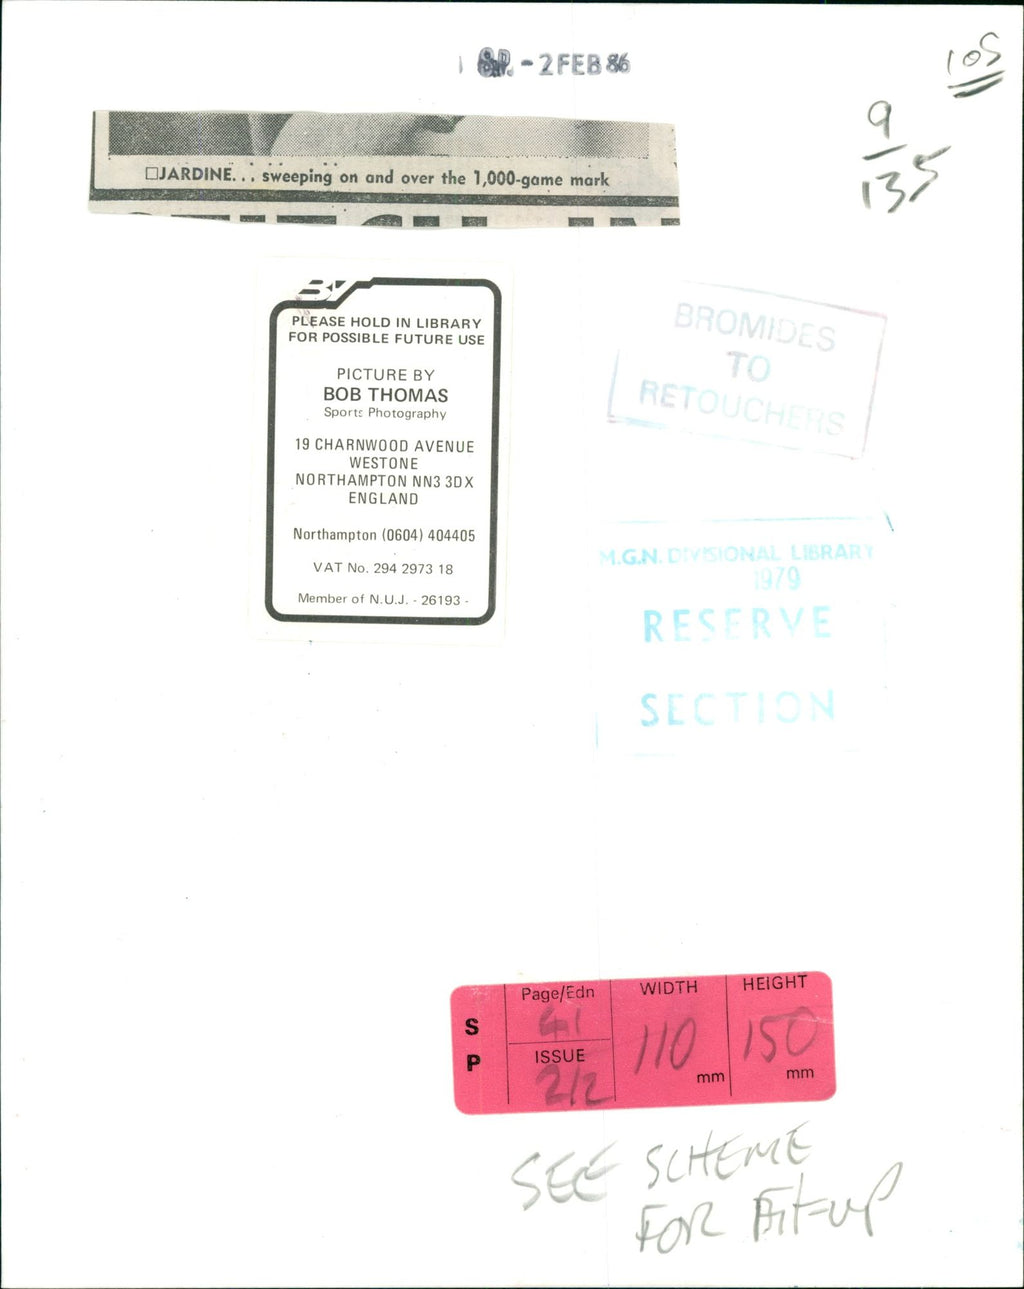 - 2 FEB 86
105
9
135
□JARDINE... sweeping on and over the 1,000-game mark
BT
PLEASE HOLD IN LIBRARY
FOR POSSIBLE FUTURE USE
PICTURE BY
BOB THOMAS
Sports Photography
19 CHARNWOOD AVENUE
WESTONE
NORTHAMPTON NN3 3DX
ENGLAND
Northampton (0604) 404405
VAT No. 294 2973 18
Member of N.U.J. - 26193 -
BROMIDES
TO
RETOUCHERS
M.G.N. DIVISIONAL LIBRARY
1979
RESERVE
SECTION
S
P
Page/Edn
41
ISSUE
2/2
WIDTH
110
mm
HEIGHT
150
mm
SEE SCHEME
FOR Fit-up